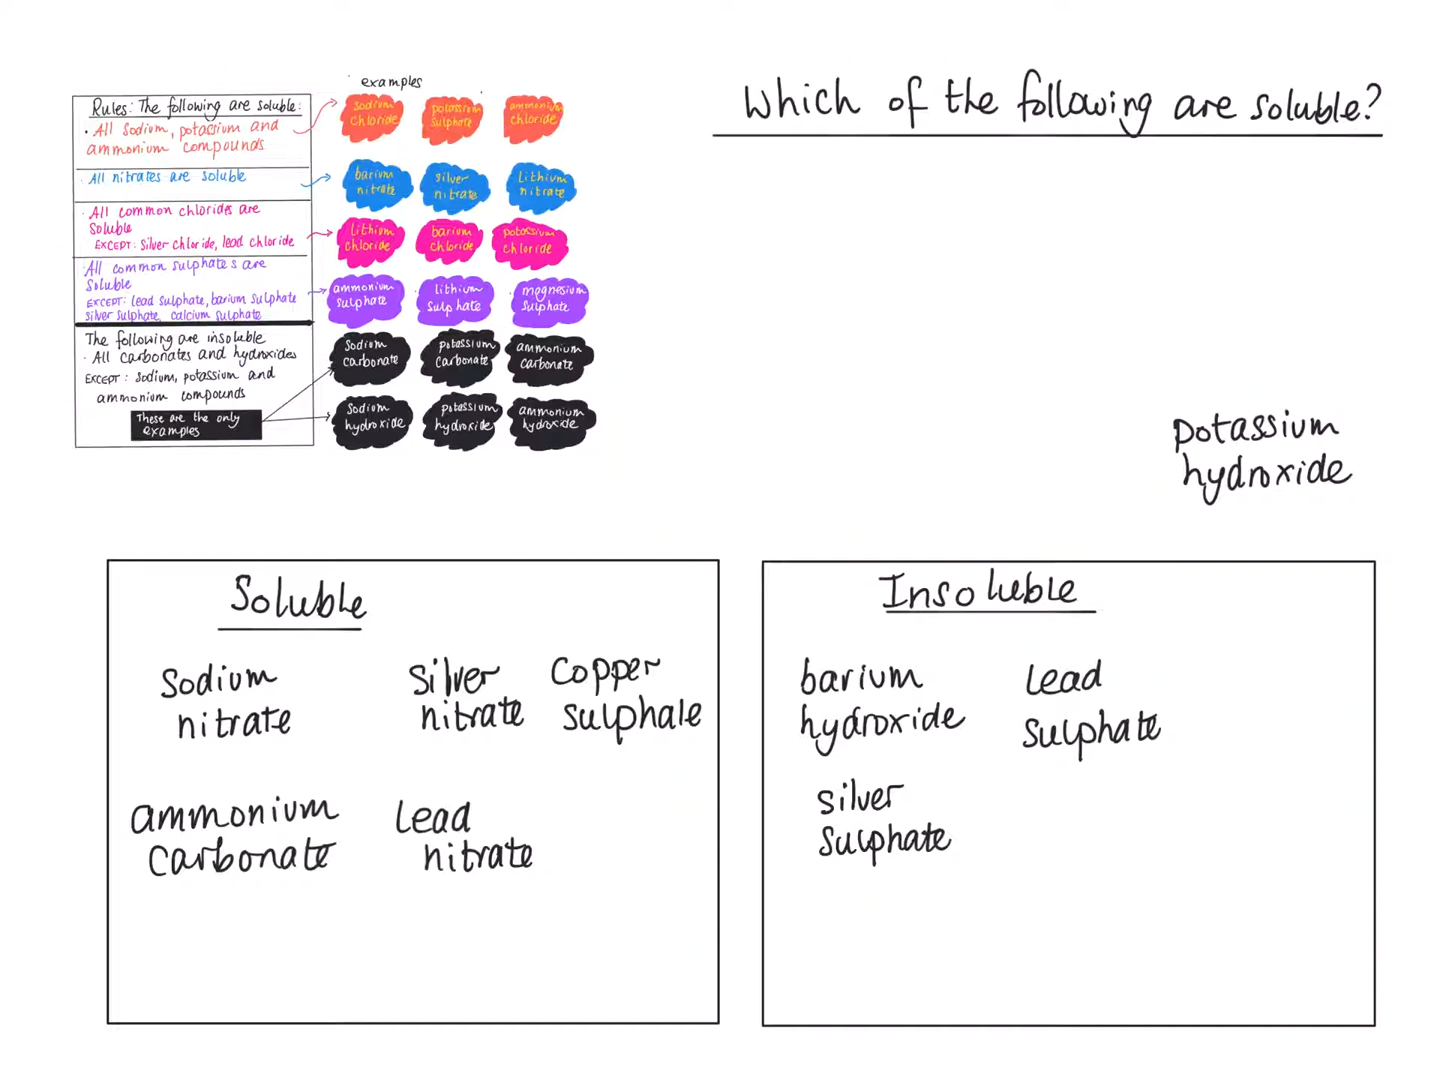 examples
Rules: The following are soluble:
· All sodium, potassium and
ammonium compounds
sodium
chloride
potassium
sulphate
ammonium
chloride
· All nitrates are soluble
barium
nitrate
silver
nitrate
Lithium
nitrate
· All common chlorides are
Soluble
EXCEPT: silver chloride, lead chloride
lithium
chloride
barium
chloride
potassium
chloride
· All common sulphates are
Soluble
EXCEPT: lead sulphate, barium sulphate
silver sulphate, calcium sulphate
ammonium
sulphate
lithium
sulphate
magnesium
sulphate
The following are insoluble
· All carbonates and hydroxides
EXCEPT: sodium, potassium and
ammonium compounds
These are the only
examples
Sodium
carbonate
potassium
carbonate
ammonium
carbonate
Sodium
hydroxide
potassium
hydroxide
ammonium
hydroxide
Which of the following are soluble?
potassium
hydroxide
Soluble
Sodium
nitrate
Silver
nitrate
Copper
sulphate
ammonium
carbonate
Lead
nitrate
Insoluble
barium
hydroxide
Lead
sulphate
silver
sulphate